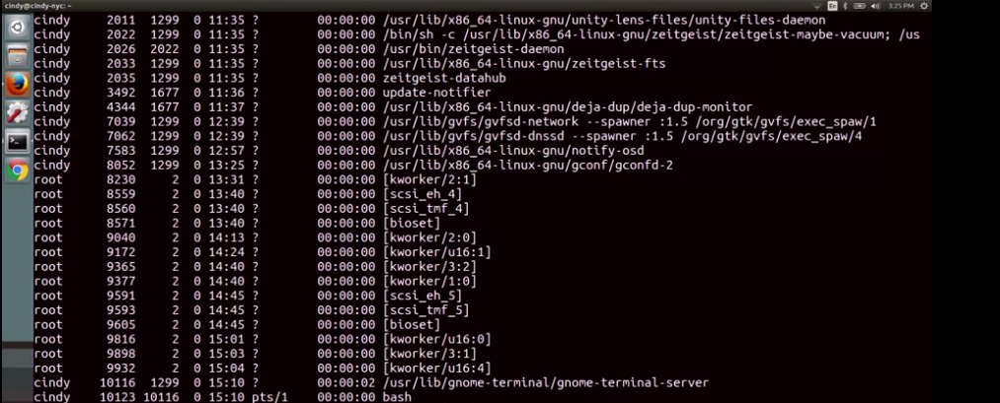 cindy@cindy-nyc: ~ En 3:25 PM
cindy 2011 1299 0 11:35 ? 00:00:00 /usr/lib/x86_64-linux-gnu/unity-lens-files/unity-files-daemon
cindy 2022 1299 0 11:35 ? 00:00:00 /bin/sh -c /usr/lib/x86_64-linux-gnu/zeitgeist/zeitgeist-maybe-vacuum; /us
cindy 2026 2022 0 11:35 ? 00:00:00 /usr/bin/zeitgeist-daemon
cindy 2033 1299 0 11:35 ? 00:00:00 /usr/lib/x86_64-linux-gnu/zeitgeist-fts
cindy 2035 1299 0 11:35 ? 00:00:00 zeitgeist-datahub
cindy 3492 1677 0 11:36 ? 00:00:00 update-notifier
cindy 4344 1677 0 11:37 ? 00:00:00 /usr/lib/x86_64-linux-gnu/deja-dup/deja-dup-monitor
cindy 7039 1299 0 12:39 ? 00:00:00 /usr/lib/gvfs/gvfsd-network --spawner :1.5 /org/gtk/gvfs/exec_spaw/1
cindy 7062 1299 0 12:39 ? 00:00:00 /usr/lib/gvfs/gvfsd-dnssd --spawner :1.5 /org/gtk/gvfs/exec_spaw/4
cindy 7583 1299 0 12:57 ? 00:00:00 /usr/lib/x86_64-linux-gnu/notify-osd
cindy 8052 1299 0 13:25 ? 00:00:00 /usr/lib/x86_64-linux-gnu/gconf/gconfd-2
root 8230 2 0 13:31 ? 00:00:00 [kworker/2:1]
root 8559 2 0 13:40 ? 00:00:00 [scsi_eh_4]
root 8560 2 0 13:40 ? 00:00:00 [scsi_tmf_4]
root 8571 2 0 13:40 ? 00:00:00 [bioset]
root 9040 2 0 14:13 ? 00:00:00 [kworker/2:0]
root 9172 2 0 14:24 ? 00:00:00 [kworker/u16:1]
root 9365 2 0 14:40 ? 00:00:00 [kworker/3:2]
root 9377 2 0 14:40 ? 00:00:00 [kworker/1:0]
root 9591 2 0 14:45 ? 00:00:00 [scsi_eh_5]
root 9593 2 0 14:45 ? 00:00:00 [scsi_tmf_5]
root 9605 2 0 14:45 ? 00:00:00 [bioset]
root 9816 2 0 15:01 ? 00:00:00 [kworker/u16:0]
root 9898 2 0 15:03 ? 00:00:00 [kworker/3:1]
root 9932 2 0 15:04 ? 00:00:00 [kworker/u16:4]
cindy 10116 1299 0 15:10 ? 00:00:02 /usr/lib/gnome-terminal/gnome-terminal-server
cindy 10123 10116 0 15:10 pts/1 00:00:00 bash